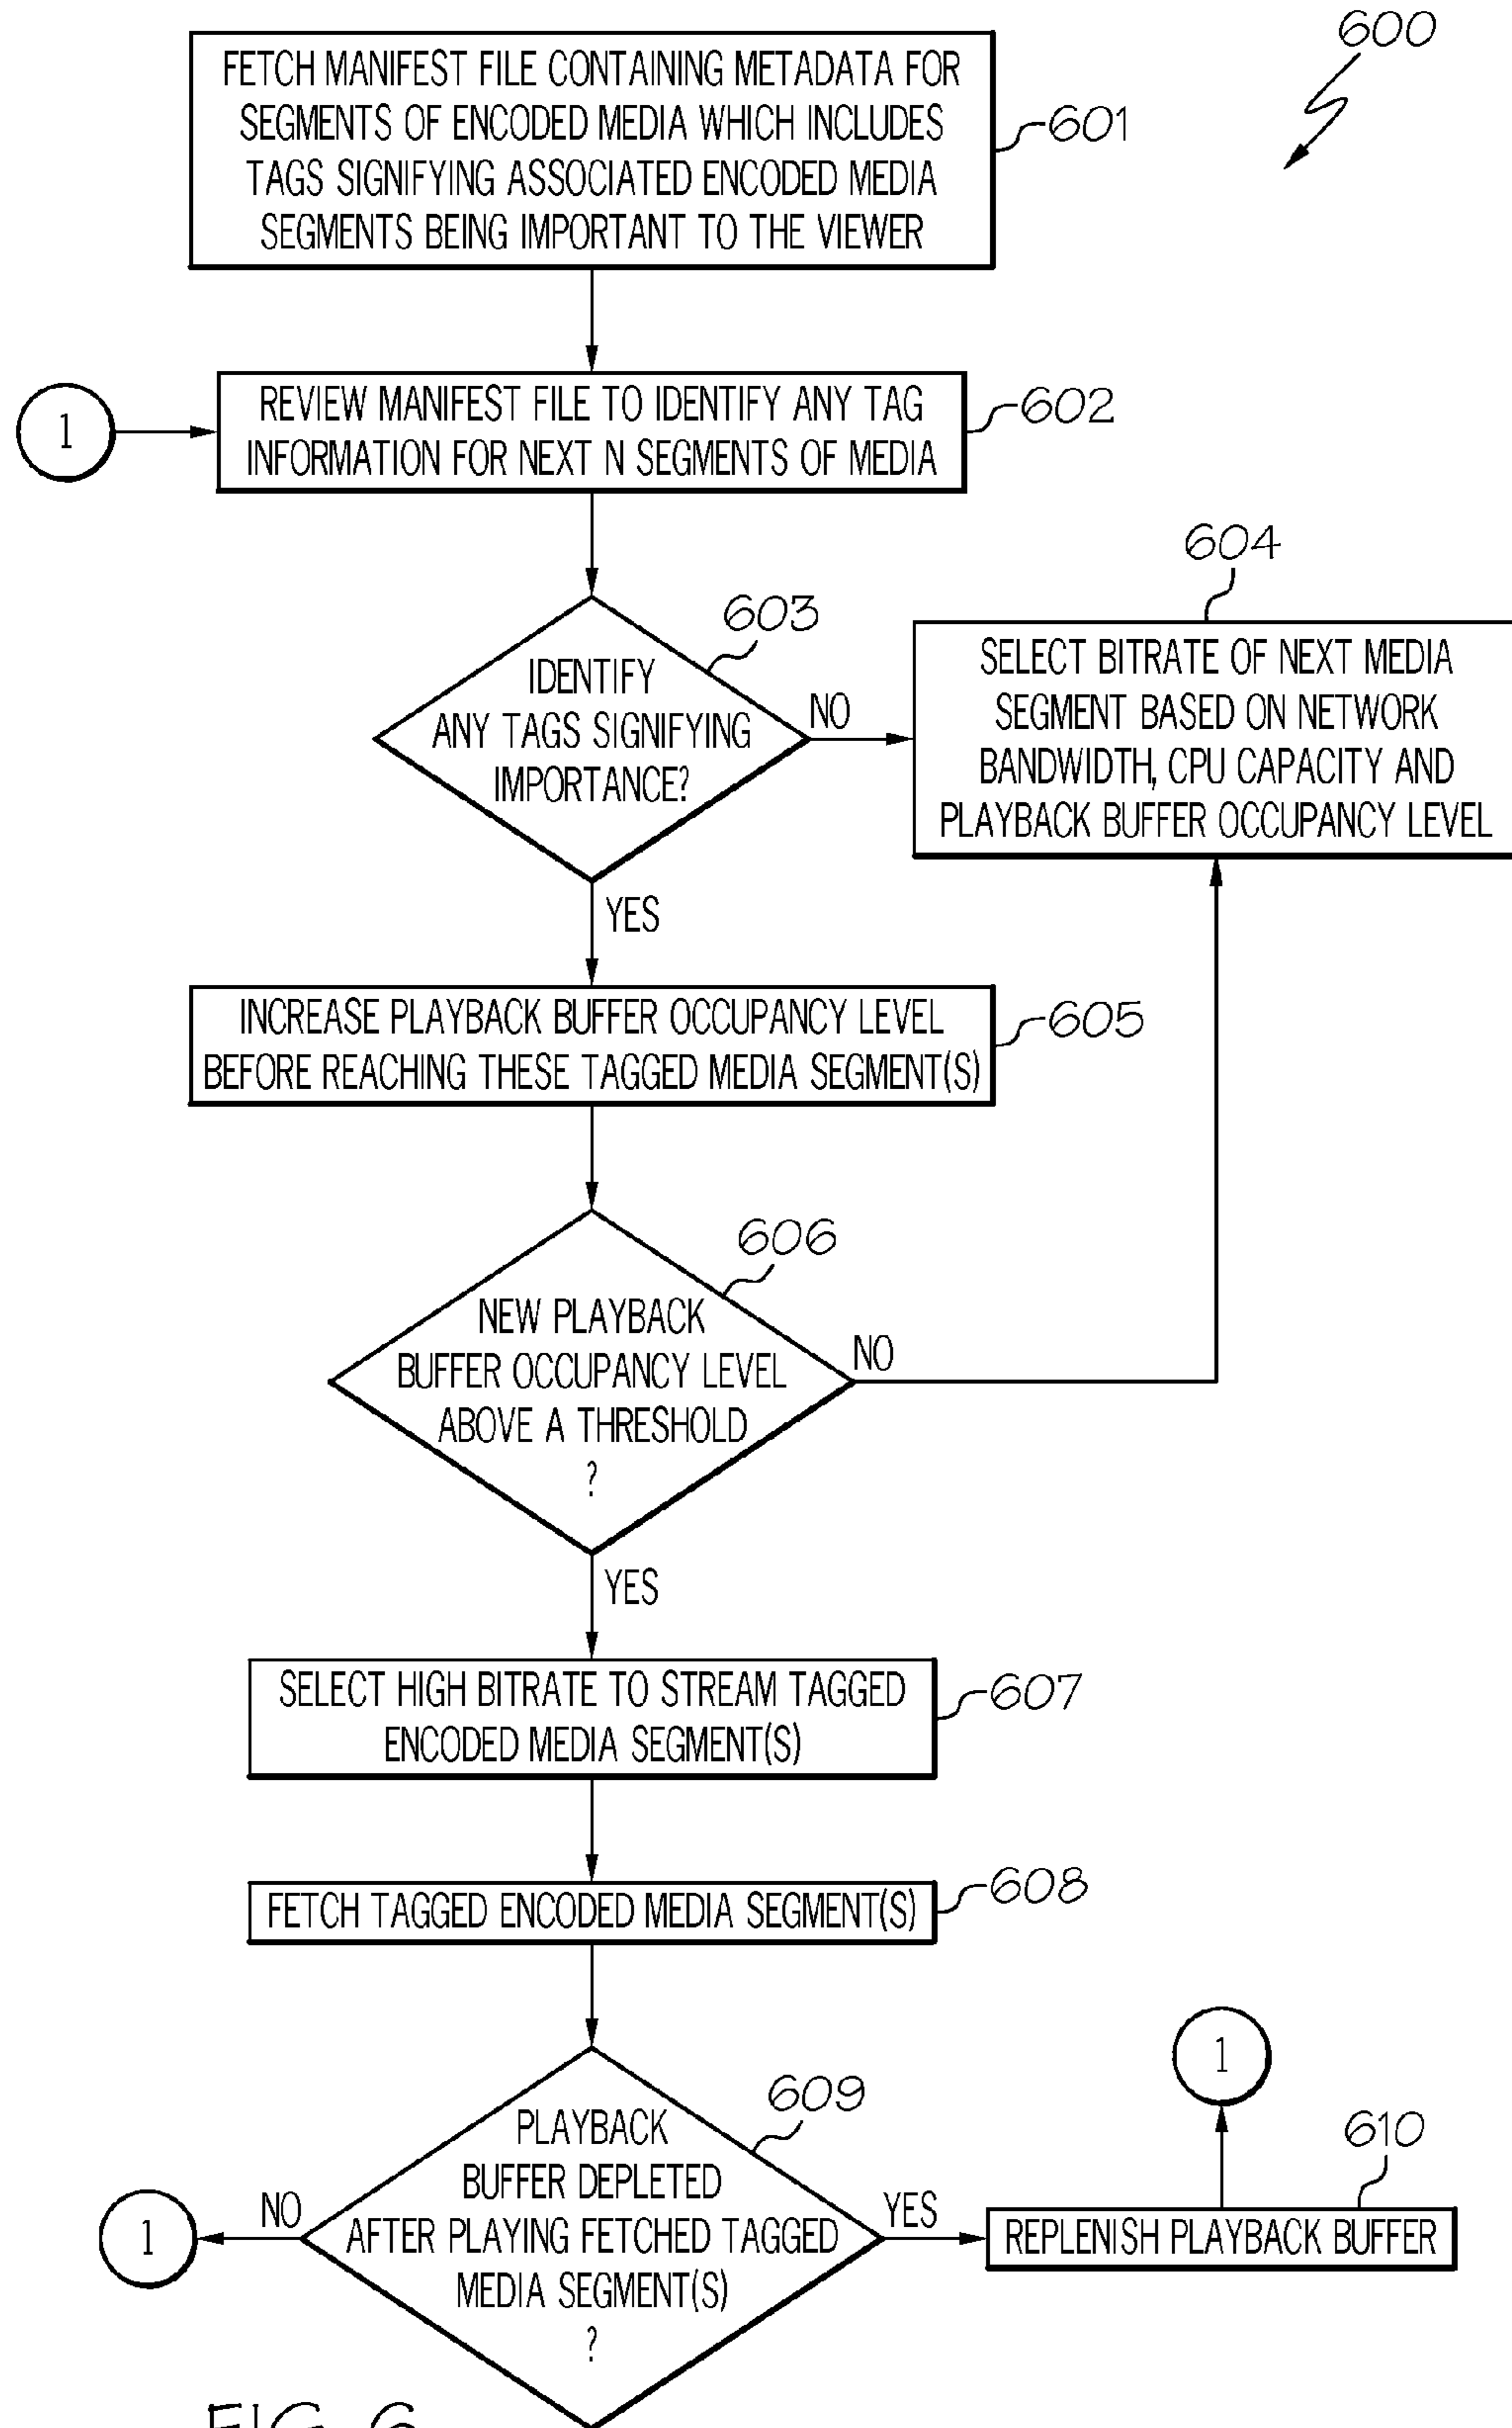 600
FETCH MANIFEST FILE CONTAINING METADATA FOR
SEGMENTS OF ENCODED MEDIA WHICH INCLUDES
TAGS SIGNIFYING ASSOCIATED ENCODED MEDIA
SEGMENTS BEING IMPORTANT TO THE VIEWER
601
1
REVIEW MANIFEST FILE TO IDENTIFY ANY TAG
INFORMATION FOR NEXT N SEGMENTS OF MEDIA
602
603
IDENTIFY
ANY TAGS SIGNIFYING
IMPORTANCE?
NO
YES
604
SELECT BITRATE OF NEXT MEDIA
SEGMENT BASED ON NETWORK
BANDWIDTH, CPU CAPACITY AND
PLAYBACK BUFFER OCCUPANCY LEVEL
INCREASE PLAYBACK BUFFER OCCUPANCY LEVEL
BEFORE REACHING THESE TAGGED MEDIA SEGMENT(S)
605
606
NEW PLAYBACK
BUFFER OCCUPANCY LEVEL
ABOVE A THRESHOLD
?
NO
YES
SELECT HIGH BITRATE TO STREAM TAGGED
ENCODED MEDIA SEGMENT(S)
607
FETCH TAGGED ENCODED MEDIA SEGMENT(S)
608
609
PLAYBACK
BUFFER DEPLETED
AFTER PLAYING FETCHED TAGGED
MEDIA SEGMENT(S)
?
NO
1
YES
610
REPLENISH PLAYBACK BUFFER
1
FIG. 6